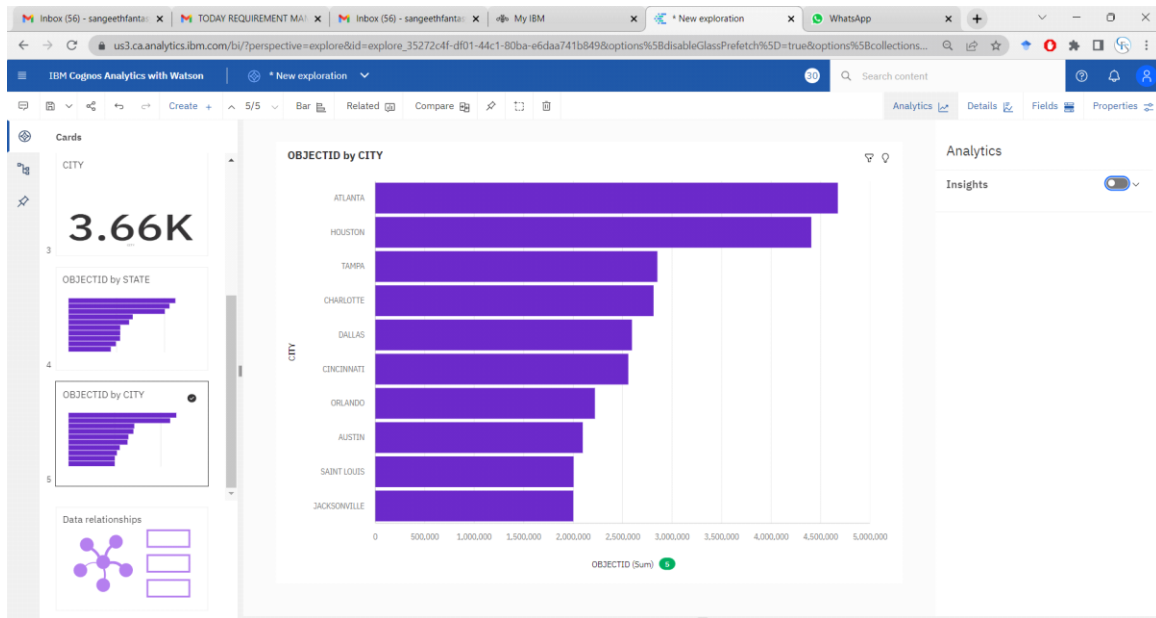 Inbox (56) - sangeethfantas
TODAY REQUIREMENT MAI
Inbox (56) - sangeethfantas
My IBM
* New exploration
WhatsApp
us3.ca.analytics.ibm.com/bi/?perspective=explore&id=explore_35272c4f-df01-44c1-80ba-e6daa741b849&options%5BdisableGlassPrefetch%5D=true&options%5Bcollections...
IBM Cognos Analytics with Watson
* New exploration
30
Search content
Create +
5/5
Bar
Related
Compare
Analytics
Details
Fields
Properties
Cards
CITY
3.66K
3
OBJECTID by STATE
4
OBJECTID by CITY
5
Data relationships
OBJECTID by CITY
CITY
ATLANTA
HOUSTON
TAMPA
CHARLOTTE
DALLAS
CINCINNATI
ORLANDO
AUSTIN
SAINT LOUIS
JACKSONVILLE
0 500,000 1,000,000 1,500,000 2,000,000 2,500,000 3,000,000 3,500,000 4,000,000 4,500,000 5,000,000
OBJECTID (Sum) 5
Analytics
Insights